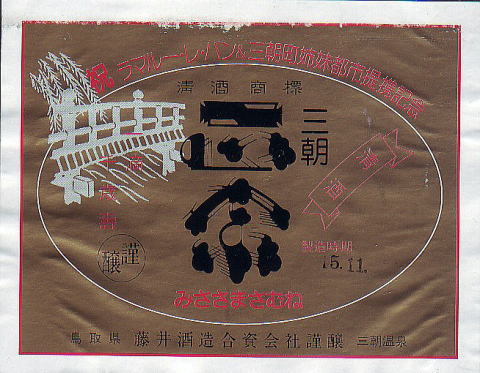 祝 ラマルー・レ・バン&三朝町姉妹都市提携記念
清酒商標
三朝
正宗
清酒
謹醸
製造時期
15.11.
みささまさむね
鳥取県 藤井酒造合資会社謹醸 三朝温泉